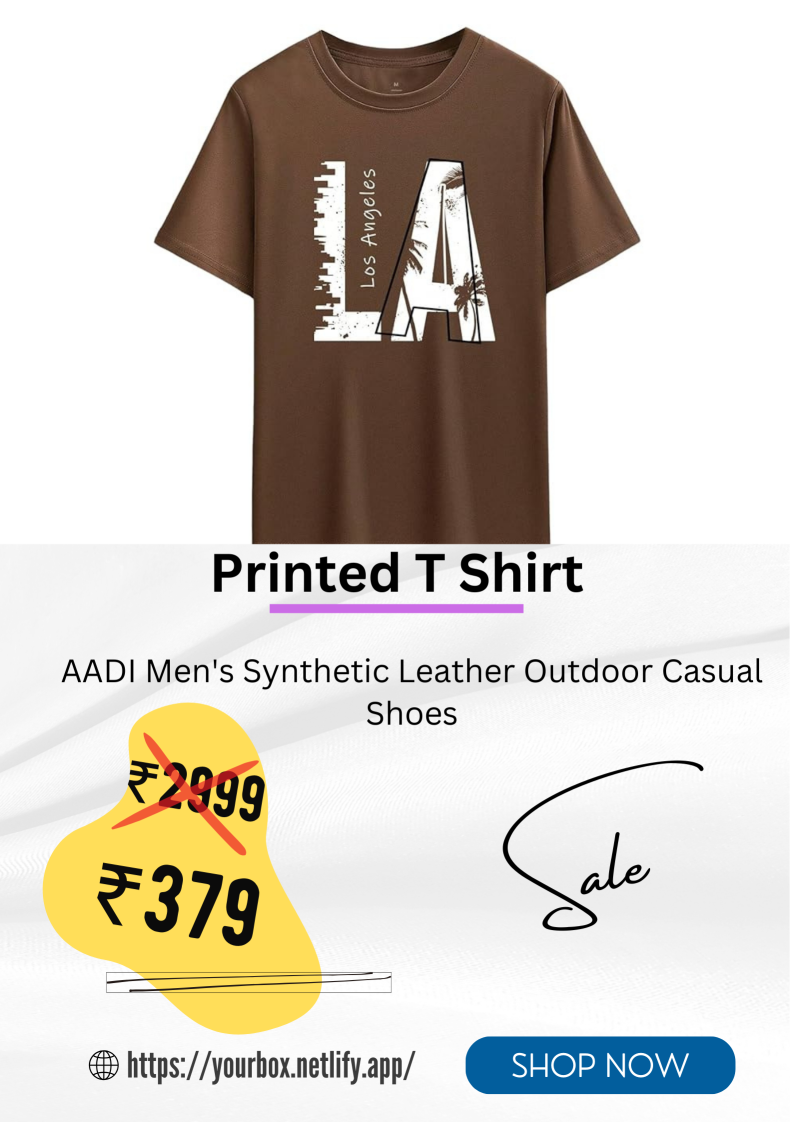 M
LA
Los Angeles
Printed T Shirt
AADI Men's Synthetic Leather Outdoor Casual
Shoes
₹2999
₹379
Sale
https://yourbox.netlify.app/
SHOP NOW